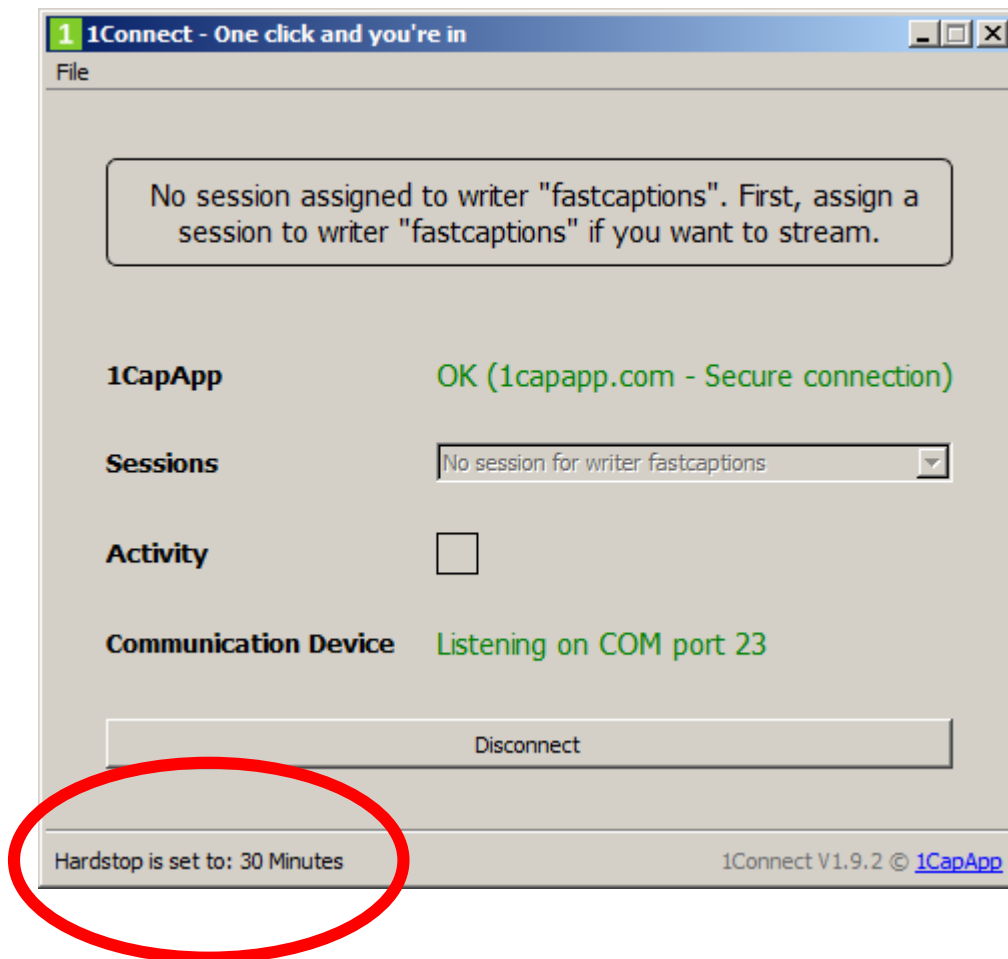 1 1Connect - One click and you're in
File
No session assigned to writer "fastcaptions". First, assign a
session to writer "fastcaptions" if you want to stream.
1CapApp OK (1capapp.com - Secure connection)
Sessions No session for writer fastcaptions
Activity
Communication Device Listening on COM port 23
Disconnect
Hardstop is set to: 30 Minutes 1Connect V1.9.2 © 1CapApp